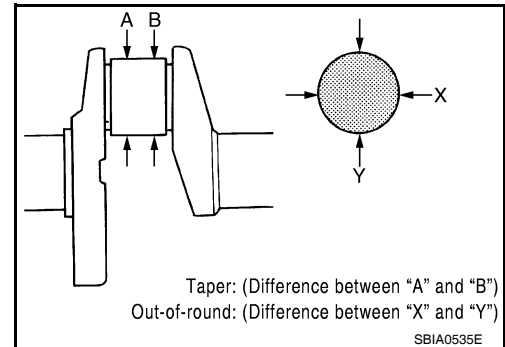 A B
X
Y
Taper: (Difference between “A” and “B”)
Out-of-round: (Difference between “X” and “Y”)
SBIA0535E